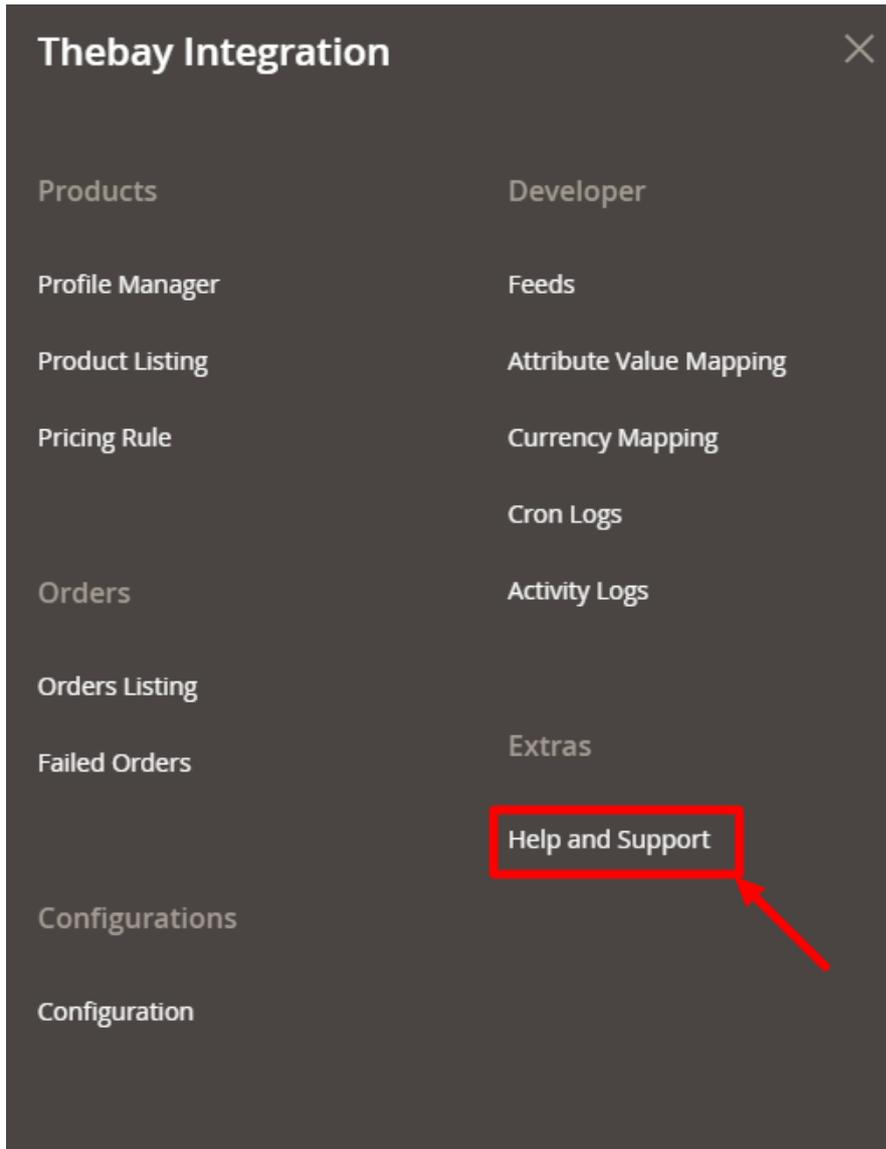 Thebay Integration
Products
Profile Manager
Product Listing
Pricing Rule
Orders
Orders Listing
Failed Orders
Configurations
Configuration
Developer
Feeds
Attribute Value Mapping
Currency Mapping
Cron Logs
Activity Logs
Extras
Help and Support